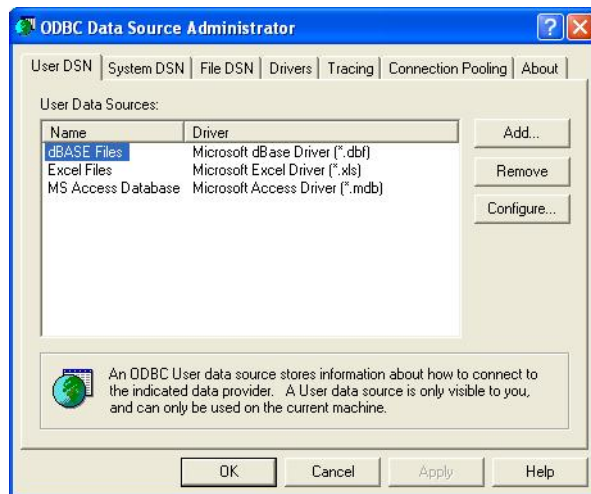 ODBC Data Source Administrator
User DSN System DSN File DSN Drivers Tracing Connection Pooling About
User Data Sources:
Name Driver
dBASE Files Microsoft dBase Driver (*.dbf)
Excel Files Microsoft Excel Driver (*.xls)
MS Access Database Microsoft Access Driver (*.mdb)
Add...
Remove
Configure...
An ODBC User data source stores information about how to connect to
the indicated data provider. A User data source is only visible to you,
and can only be used on the current machine.
OK Cancel Apply Help